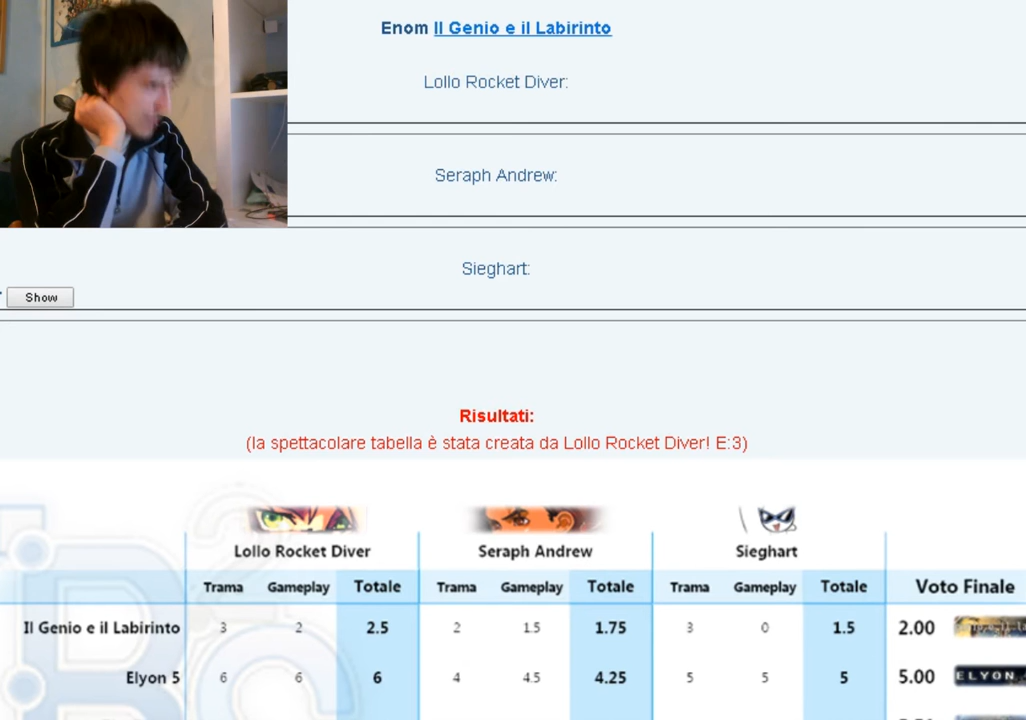 Enom Il Genio e il Labirinto
Lollo Rocket Diver:
Seraph Andrew:
Sieghart:
Show
Risultati:
(la spettacolare tabella è stata creata da Lollo Rocket Diver! E:3)
Lollo Rocket Diver Seraph Andrew Sieghart
Trama Gameplay Totale Trama Gameplay Totale Trama Gameplay Totale Voto Finale
Il Genio e il Labirinto 3 2 2.5 2 1.5 1.75 3 0 1.5 2.00
Elyon 5 6 6 6 4 4.5 4.25 5 5 5 5.00 ELYON